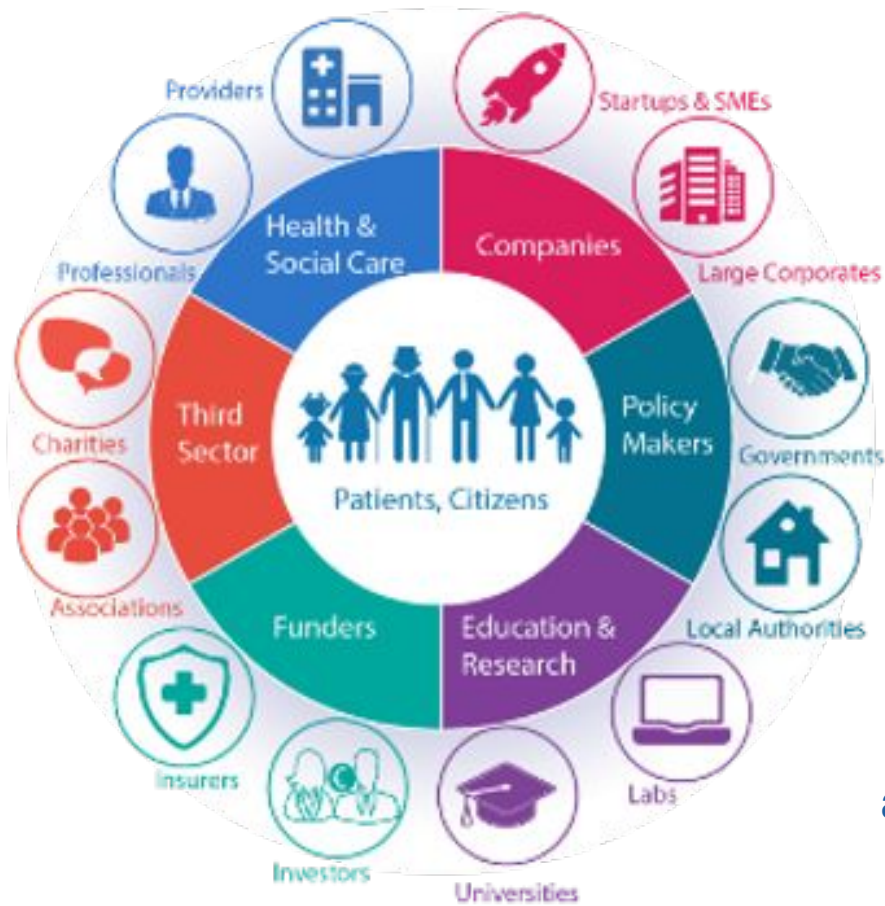 Providers
Startups & SMEs
Professionals
Health &
Social Care
Companies
Large Corporates
Charities
Third
Sector
Policy
Makers
Governments
Patients, Citizens
Associations
Funders
Education &
Research
Local Authorities
Insurers
Labs
Investors
Universities
a